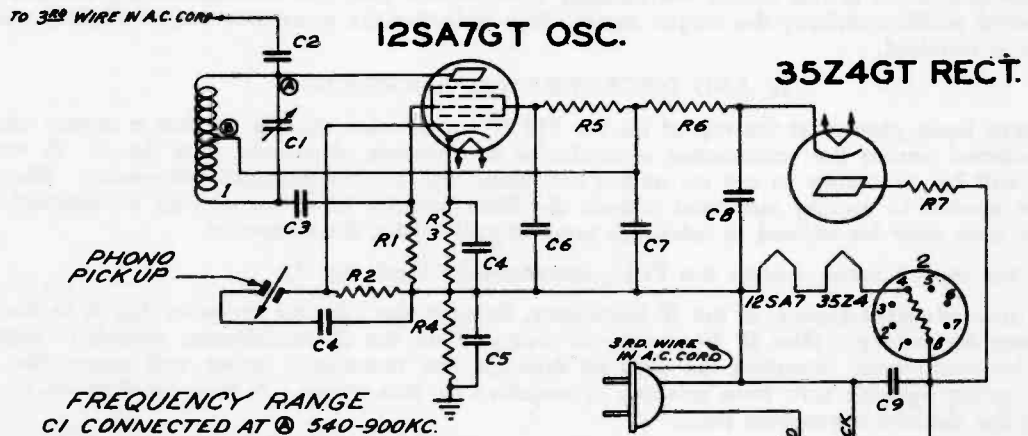 TO 3RD WIRE IN A.C. CORD
12SA7GT OSC.
35Z4GT RECT.
C2
A
B
C1
1
C3
R1
R3
R5
R6
R7
C4
C6
C7
C8
PHONO
PICKUP
R2
C4
R4
C5
12SA7
35Z4
2
4
5
3
6
2
7
1
8
3RD. WIRE
IN A.C. CORD
C9
FREQUENCY RANGE
C1 CONNECTED AT A 540-900KC.